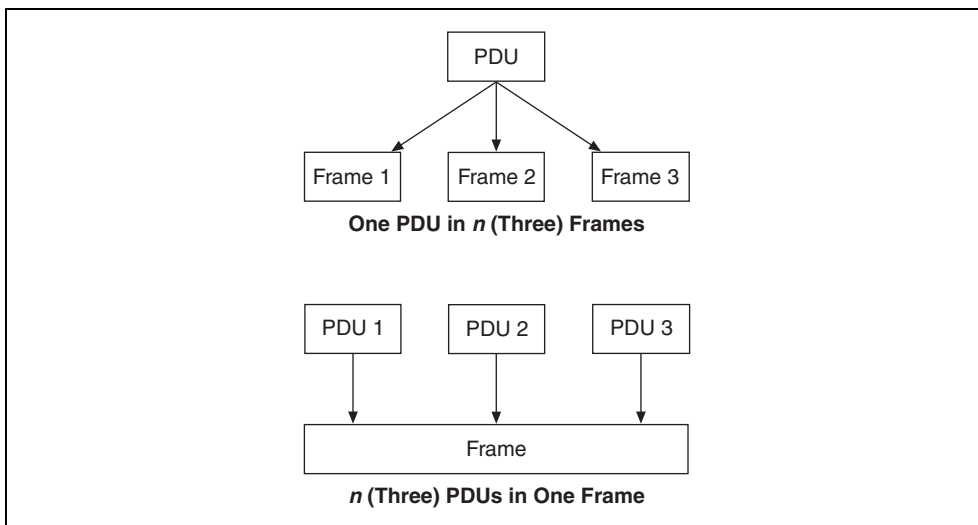 PDU
Frame 1 Frame 2 Frame 3
One PDU in n (Three) Frames
PDU 1 PDU 2 PDU 3
Frame
n (Three) PDUs in One Frame